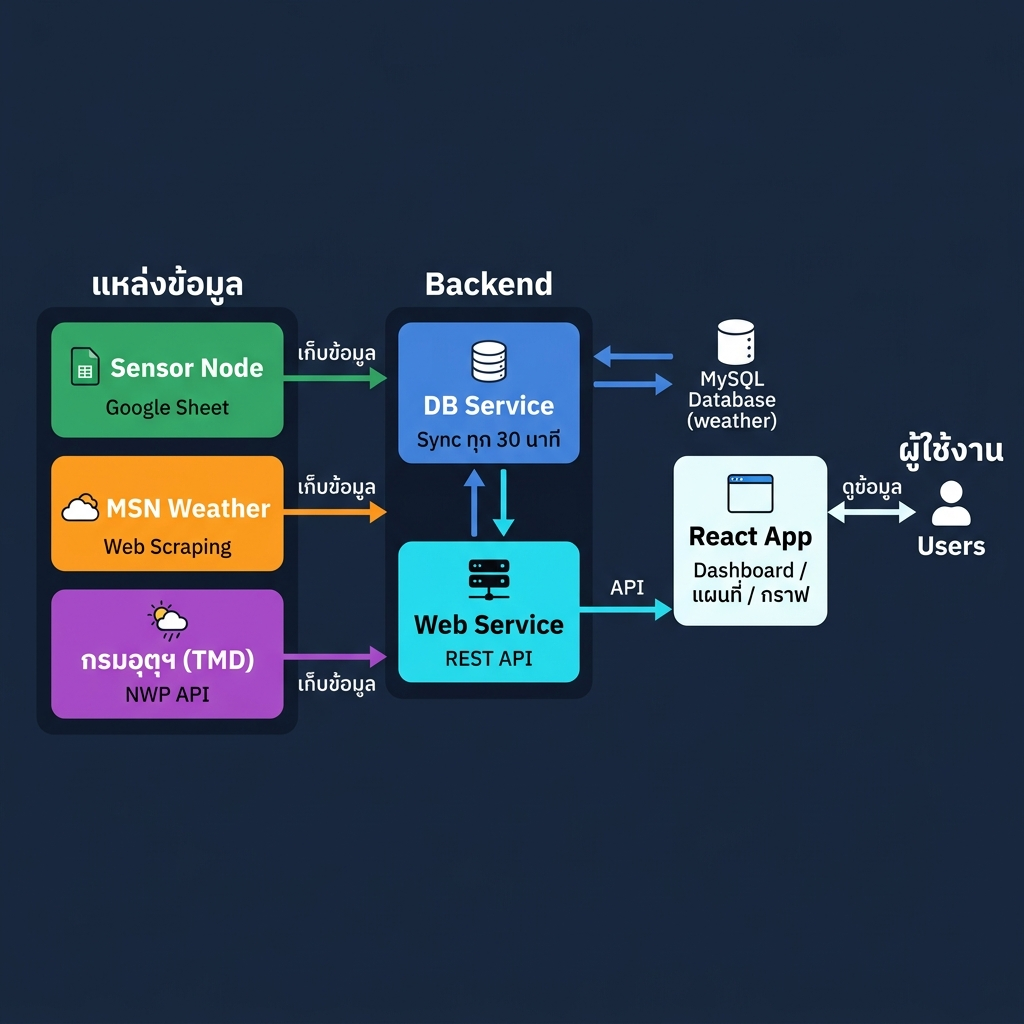 แหล่งข้อมูล
Sensor Node
Google Sheet
MSN Weather
Web Scraping
กรมอุตุฯ (TMD)
NWP API
เก็บข้อมูล
เก็บข้อมูล
เก็บข้อมูล
Backend
DB Service
Sync ทุก 30 นาที
Web Service
REST API
MySQL
Database
(weather)
API
React App
Dashboard /
แผนที่ / กราฟ
ดูข้อมูล
ผู้ใช้งาน
Users